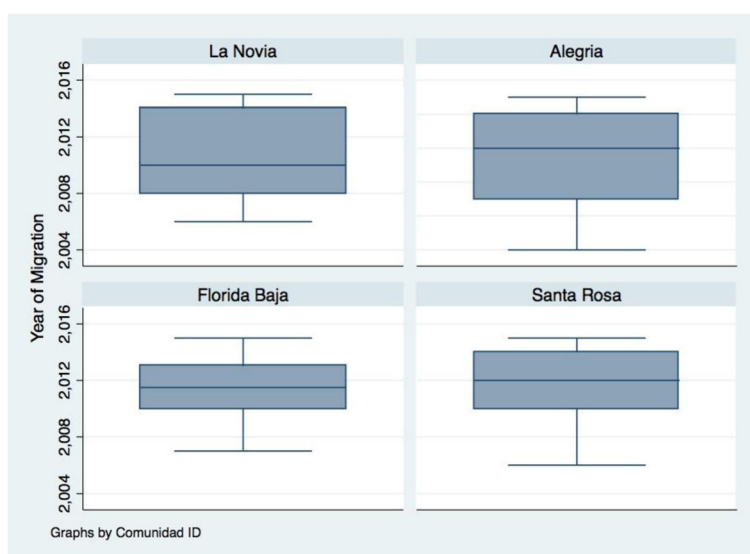 La Novia
Alegria
2,016
2,012
2,008
2,004
Florida Baja
Santa Rosa
2,016
2,012
2,008
2,004
Year of Migration
Graphs by Comunidad ID